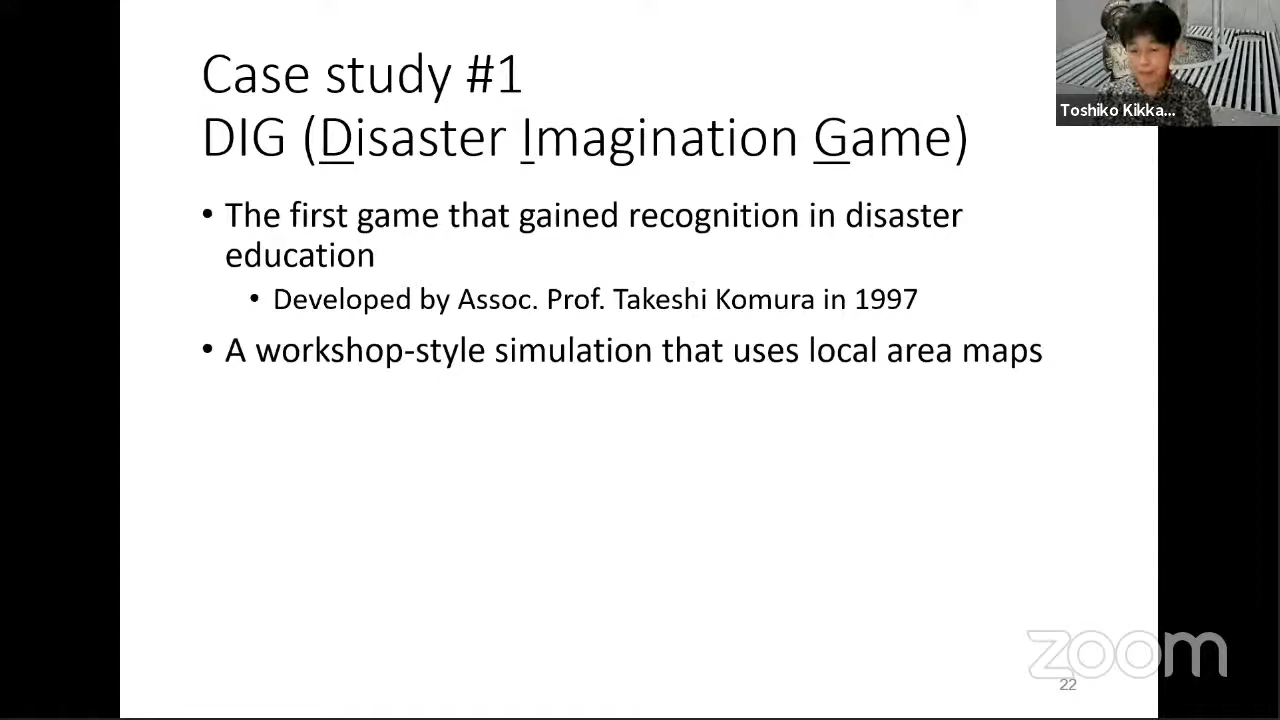 Case study #1
DIG (Disaster Imagination Game)
• The first game that gained recognition in disaster
education
• Developed by Assoc. Prof. Takeshi Komura in 1997
• A workshop-style simulation that uses local area maps
Toshiko Kikka...
zoom
22